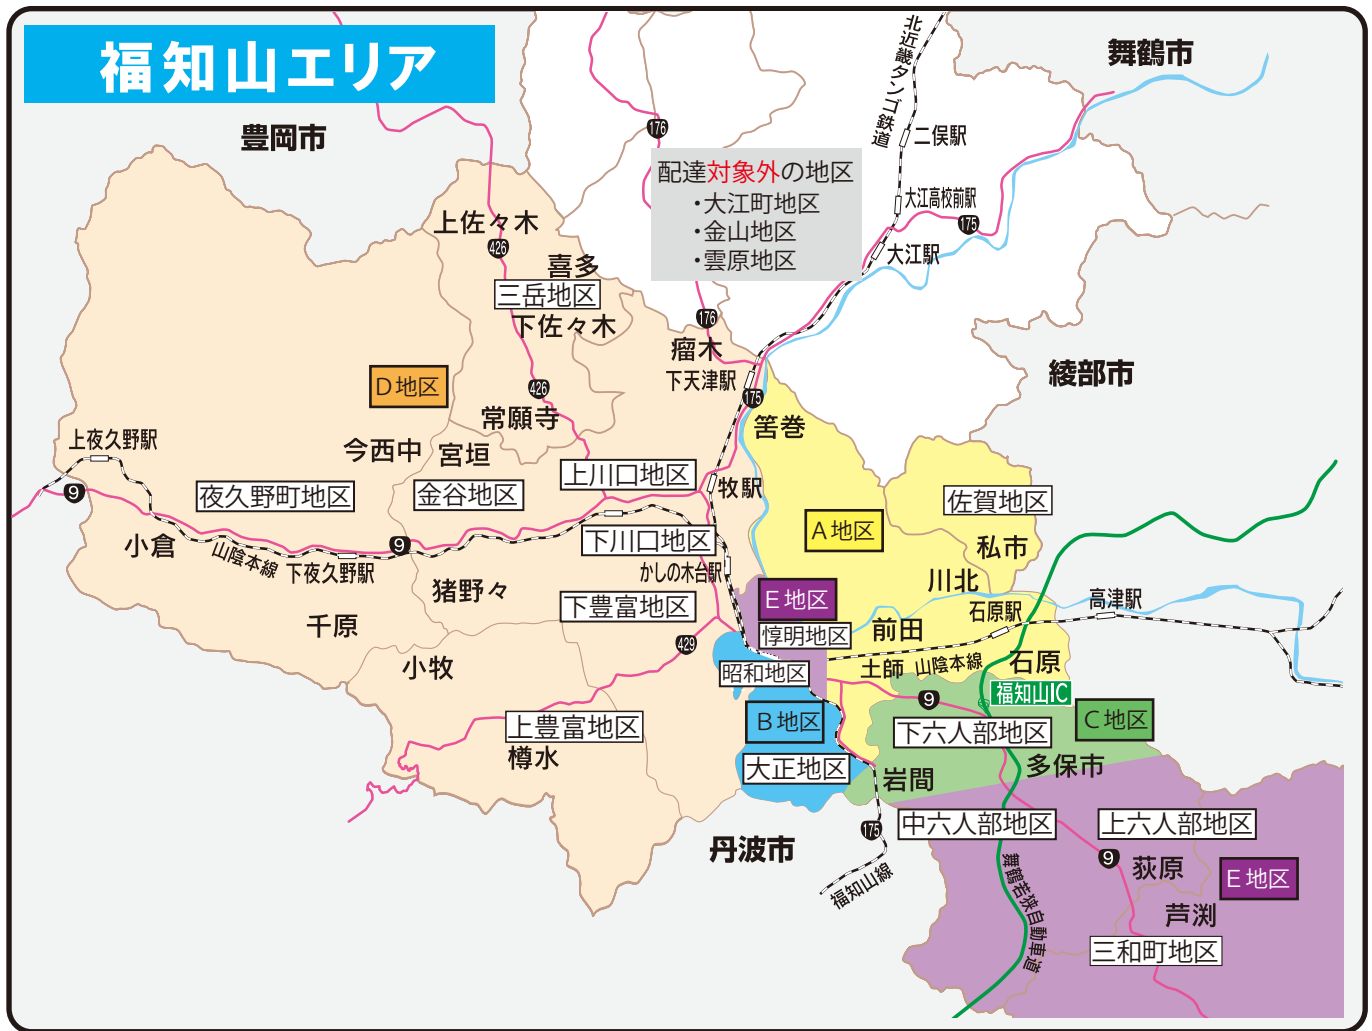 福知山エリア
豊岡市
舞鶴市
綾部市
丹波市
北近畿タンゴ鉄道
二俣駅
大江高校前駅
大江駅
176
配達対象外の地区
・大江町地区
・金山地区
・雲原地区
175
上佐々木
426
喜多
三岳地区
下佐々木
176
瘤木
下天津駅
175
D地区
426
常願寺
筈巻
上夜久野駅
今西中
宮垣
上川口地区
牧駅
9
夜久野町地区
金谷地区
佐賀地区
A地区
小倉
山陰本線
下夜久野駅
9
下川口地区
かしの木台駅
私市
川北
猪野々
下豊富地区
E地区
惇明地区
前田
石原駅
高津駅
千原
小牧
429
昭和地区
土師
山陰本線
石原
福知山IC
9
上豊富地区
B地区
下六人部地区
C地区
樽水
大正地区
岩間
多保市
175
中六人部地区
上六人部地区
福知山線
舞鶴若狭自動車道
9
荻原
E地区
芦渕
三和町地区